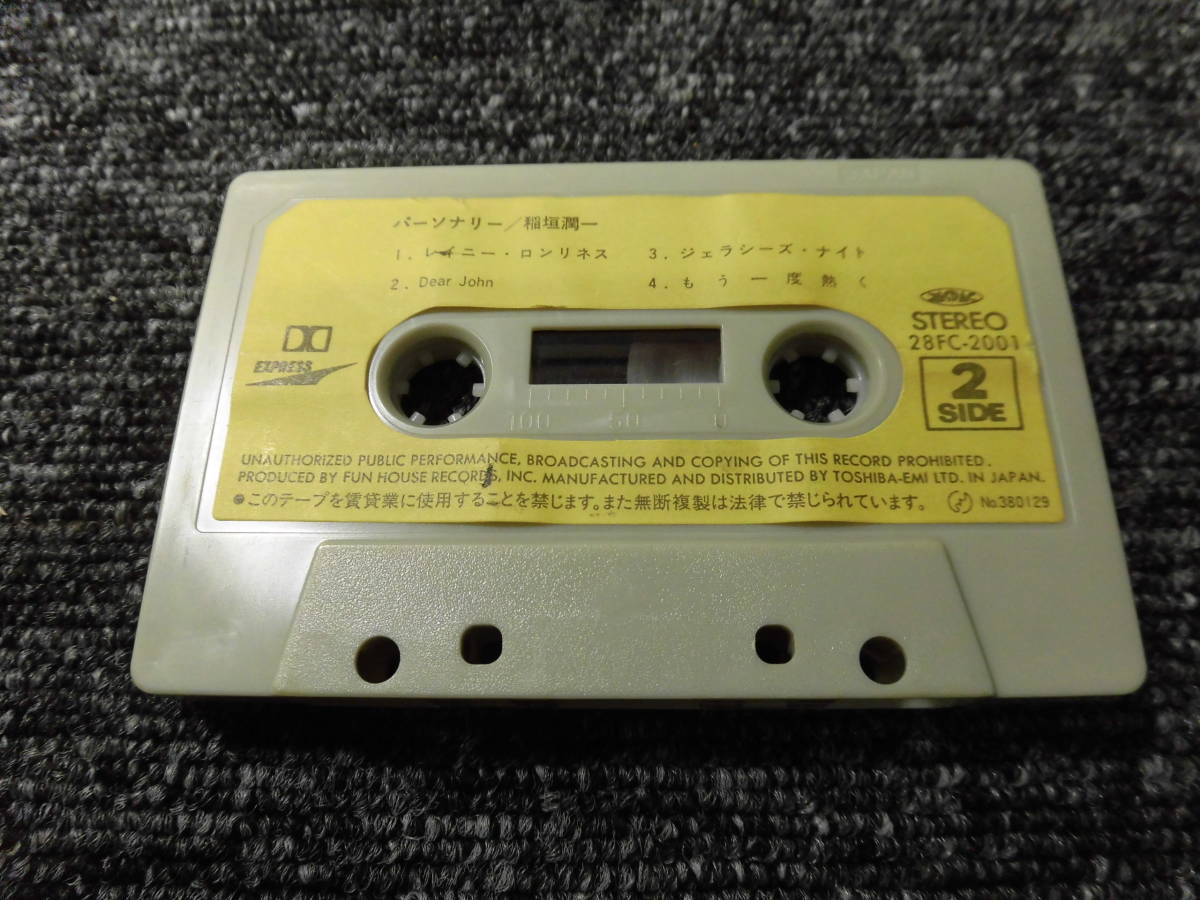 パーソナリー／稲垣潤一
1. レイニー・ロンリネス
2. Dear John
3. ジェラシーズ・ナイト
4. もう一度熱く
EXPRESS
STEREO
28FC-2001
2
SIDE
100 50 0
UNAUTHORIZED PUBLIC PERFORMANCE, BROADCASTING AND COPYING OF THIS RECORD PROHIBITED.
PRODUCED BY FUN HOUSE RECORDS, INC. MANUFACTURED AND DISTRIBUTED BY TOSHIBA-EMI LTD. IN JAPAN.
●このテープを賃貸業に使用することを禁じます。また無断複製は法律で禁じられています。 No.380129